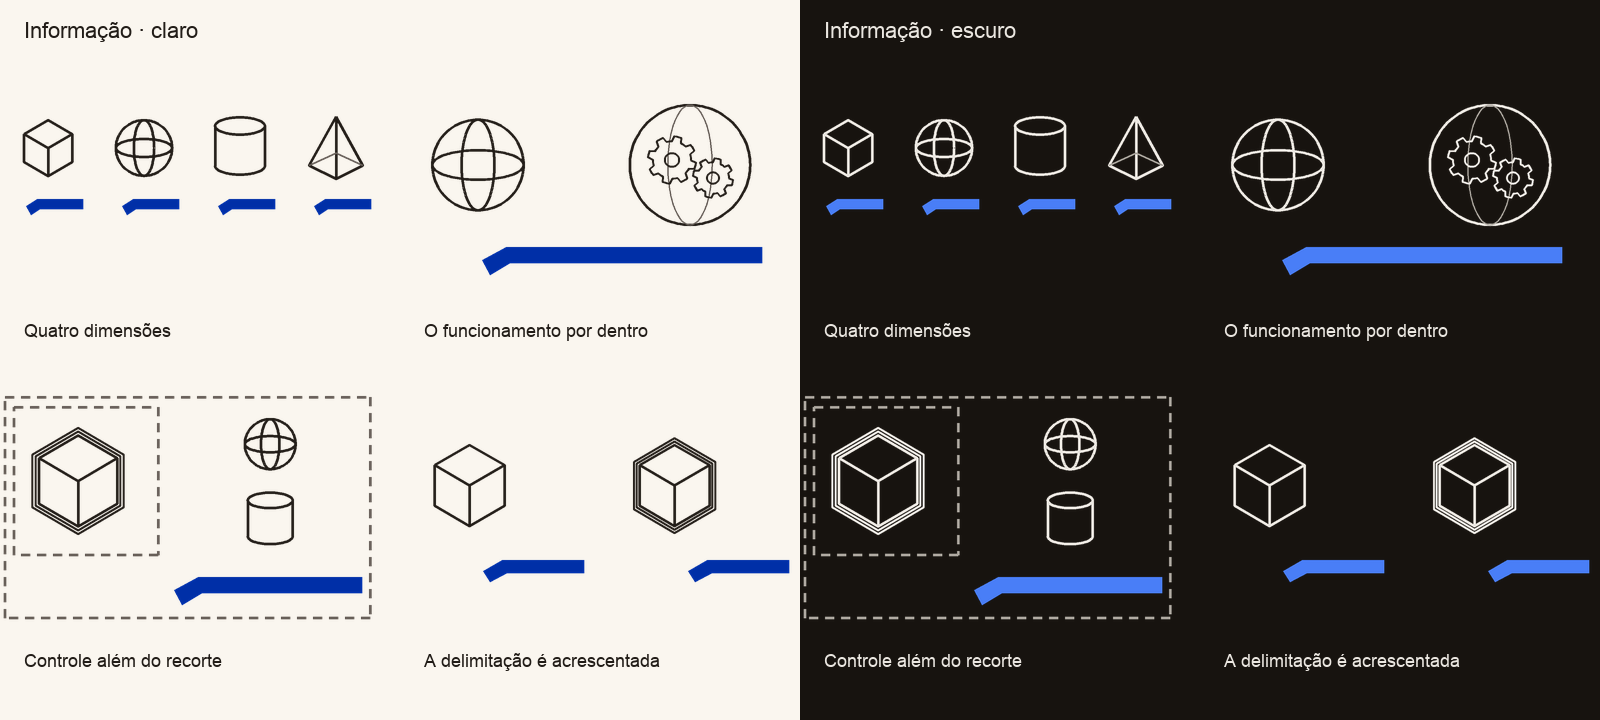 Informação · claro
Quatro dimensões
O funcionamento por dentro
Controle além do recorte
A delimitação é acrescentada
Informação · escuro
Quatro dimensões
O funcionamento por dentro
Controle além do recorte
A delimitação é acrescentada